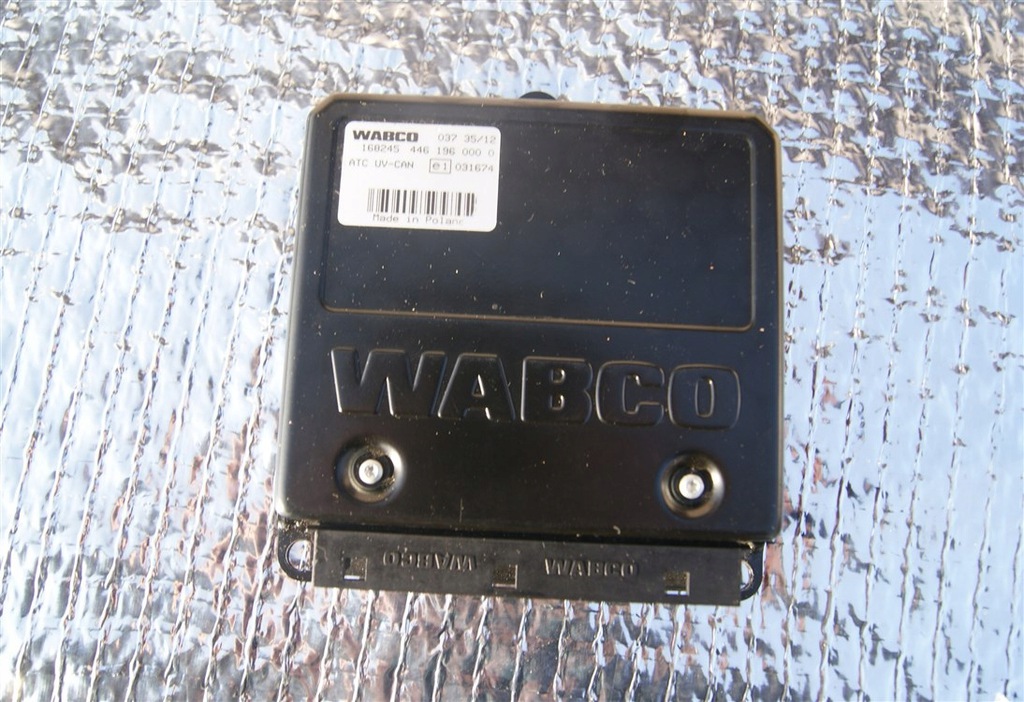 WABCO 037 35/12
168245 446 196 000 0
ATC UV-CAN e1 031674
Made in Poland
WABCO
WABCO WABCO